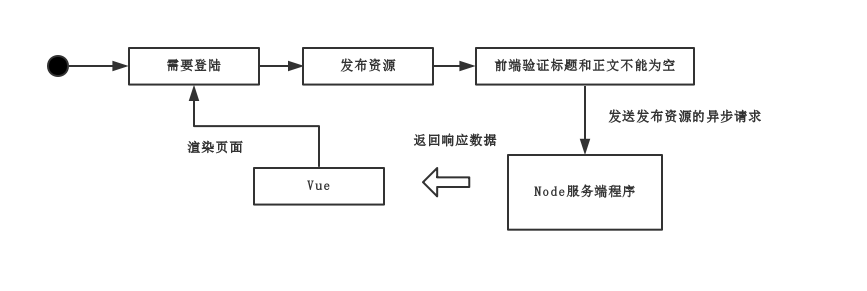 需要登陆
发布资源
前端验证标题和正文不能为空
发送发布资源的异步请求
返回响应数据
渲染页面
Vue
Node服务端程序